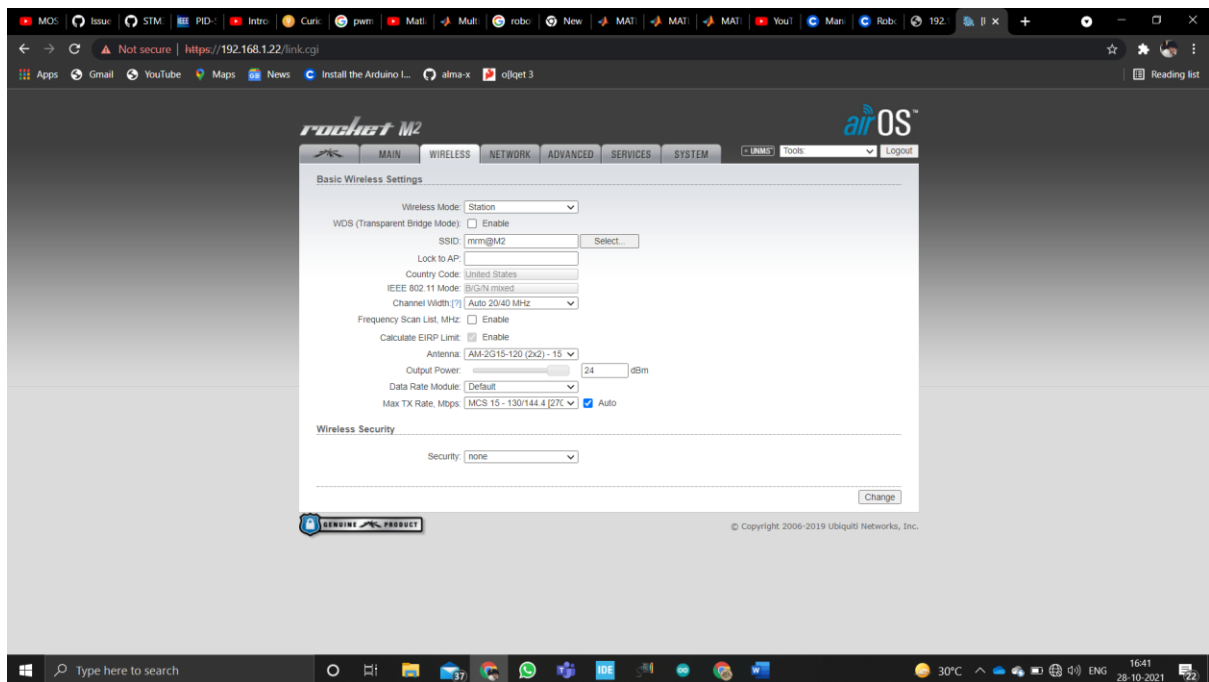 MOS Issue STM: PID-: Intro: Curic pwm Matl Mult robo New MATI MATI MATI YouT Man Robo 192.
Not secure | https://192.168.1.22/link.cgi
Apps Gmail YouTube Maps News Install the Arduino I... alma-x Reading list
rocket M2
airOS™
MAIN WIRELESS NETWORK ADVANCED SERVICES SYSTEM UNMS Tools: Logout
Basic Wireless Settings
Wireless Mode: Station
WDS (Transparent Bridge Mode): Enable
SSID: mrm@M2 Select...
Lock to AP:
Country Code: United States
IEEE 802.11 Mode: B/G/N mixed
Channel Width:[?] Auto 20/40 MHz
Frequency Scan List, MHz: Enable
Calculate EIRP Limit: Enable
Antenna: AM-2G15-120 (2x2) - 15
Output Power: 24 dBm
Data Rate Module: Default
Max TX Rate, Mbps: MCS 15 - 130/144.4 [270 Auto
Wireless Security
Security: none
Change
GENUINE PRODUCT
© Copyright 2006-2019 Ubiquiti Networks, Inc.
Type here to search 37 IDE 30°C ENG 16:41
28-10-2021 22